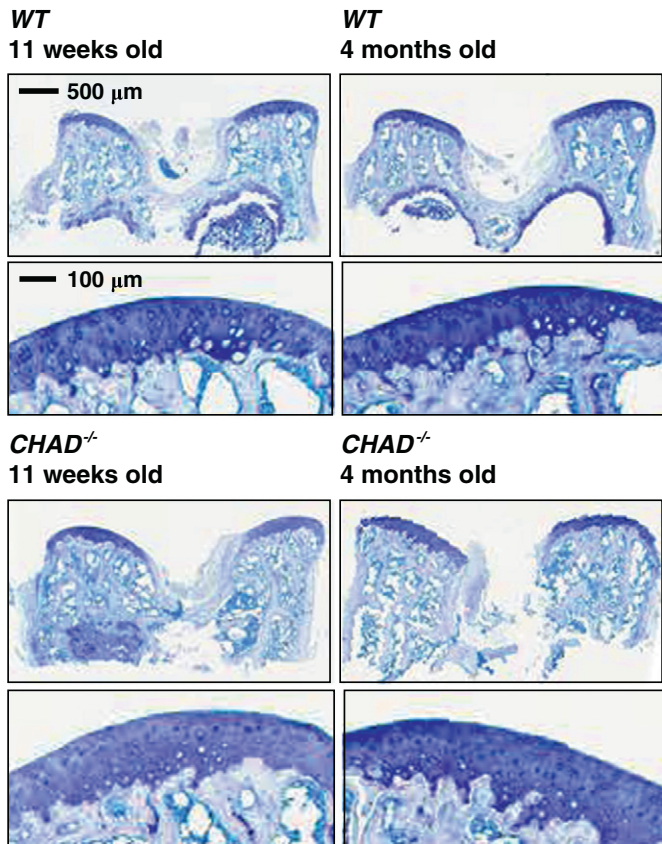 WT
11 weeks old
WT
4 months old
500 μm
100 μm
CHAD-/-
11 weeks old
CHAD-/-
4 months old